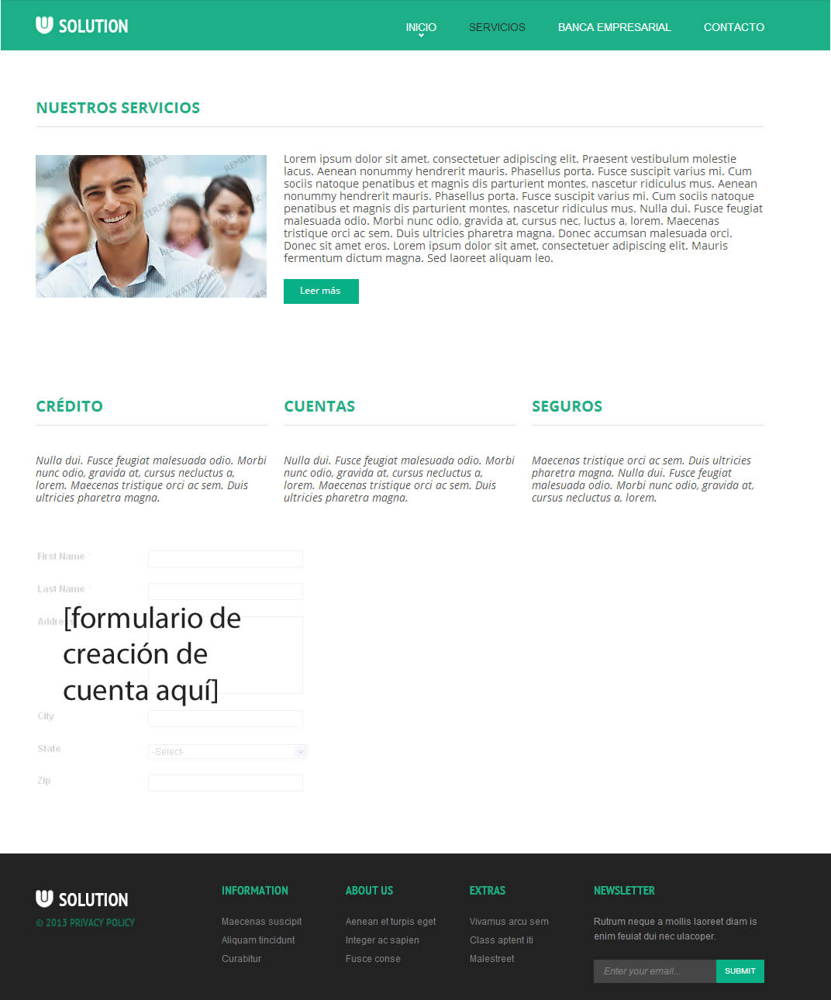 SOLUTION
INICIO SERVICIOS BANCA EMPRESARIAL CONTACTO
NUESTROS SERVICIOS
Lorem ipsum dolor sit amet, consectetuer adipiscing elit. Praesent vestibulum molestie
lacus. Aenean nonummy hendrerit mauris. Phasellus porta. Fusce suscipit varius mi. Cum
sociis natoque penatibus et magnis dis parturient montes, nascetur ridiculus mus. Aenean
nonummy hendrerit mauris. Phasellus porta. Fusce suscipit varius mi. Cum sociis natoque
penatibus et magnis dis parturient montes, nascetur ridiculus mus. Nulla dui. Fusce feugiat
malesuada odio. Morbi nunc odio, gravida at, cursus nec, luctus a, lorem. Maecenas
tristique orci ac sem. Duis ultricies pharetra magna. Donec accumsan malesuada orci.
Donec sit amet eros. Lorem ipsum dolor sit amet, consectetuer adipiscing elit. Mauris
fermentum dictum magna. Sed laoreet aliquam leo.
Leer más
CRÉDITO
Nulla dui. Fusce feugiat malesuada odio. Morbi
nunc odio, gravida at, cursus necluctus a,
lorem. Maecenas tristique orci ac sem. Duis
ultricies pharetra magna.
CUENTAS
Nulla dui. Fusce feugiat malesuada odio. Morbi
nunc odio, gravida at, cursus necluctus a,
lorem. Maecenas tristique orci ac sem. Duis
ultricies pharetra magna.
SEGUROS
Maecenas tristique orci ac sem. Duis ultricies
pharetra magna. Nulla dui. Fusce feugiat
malesuada odio. Morbi nunc odio, gravida at,
cursus necluctus a, lorem.
First Name *
Last Name *
Address
[formulario de
creación de
cuenta aquí]
City
State -Select-
Zip
SOLUTION
© 2013 PRIVACY POLICY
INFORMATION
Maecenas suscipit
Aliquam tincidunt
Curabitur
ABOUT US
Aenean et turpis eget
Integer ac sapien
Fusce conse
EXTRAS
Vivamus arcu sem
Class aptent iti
Malestreet
NEWSLETTER
Rutrum neque a mollis laoreet diam is
enim feuiat dui nec ulacoper.
Enter your email... SUBMIT